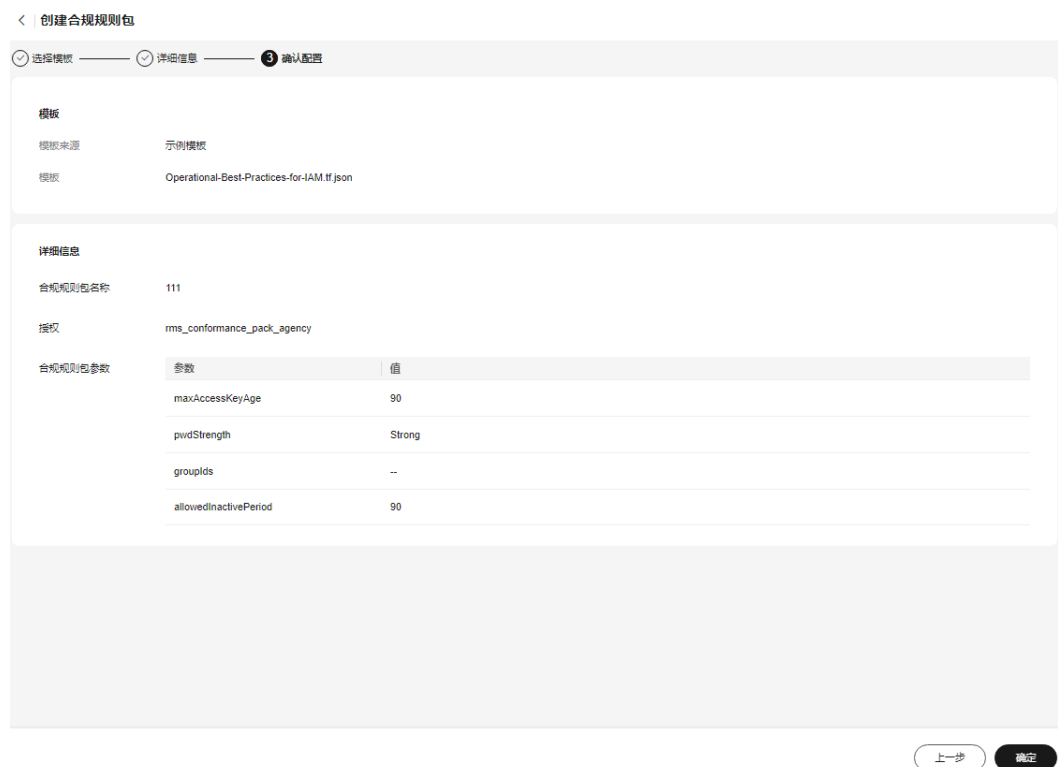 创建合规规则包
选择模板 详细信息 3 确认配置
模板
模板来源 示例模板
模板 Operational-Best-Practices-for-IAM.tf.json
详细信息
合规规则包名称 111
授权 rms_conformance_pack_agency
合规规则包参数 参数 值
maxAccessKeyAge 90
pwdStrength Strong
groupIds --
allowedInactivePeriod 90
上一步 确定